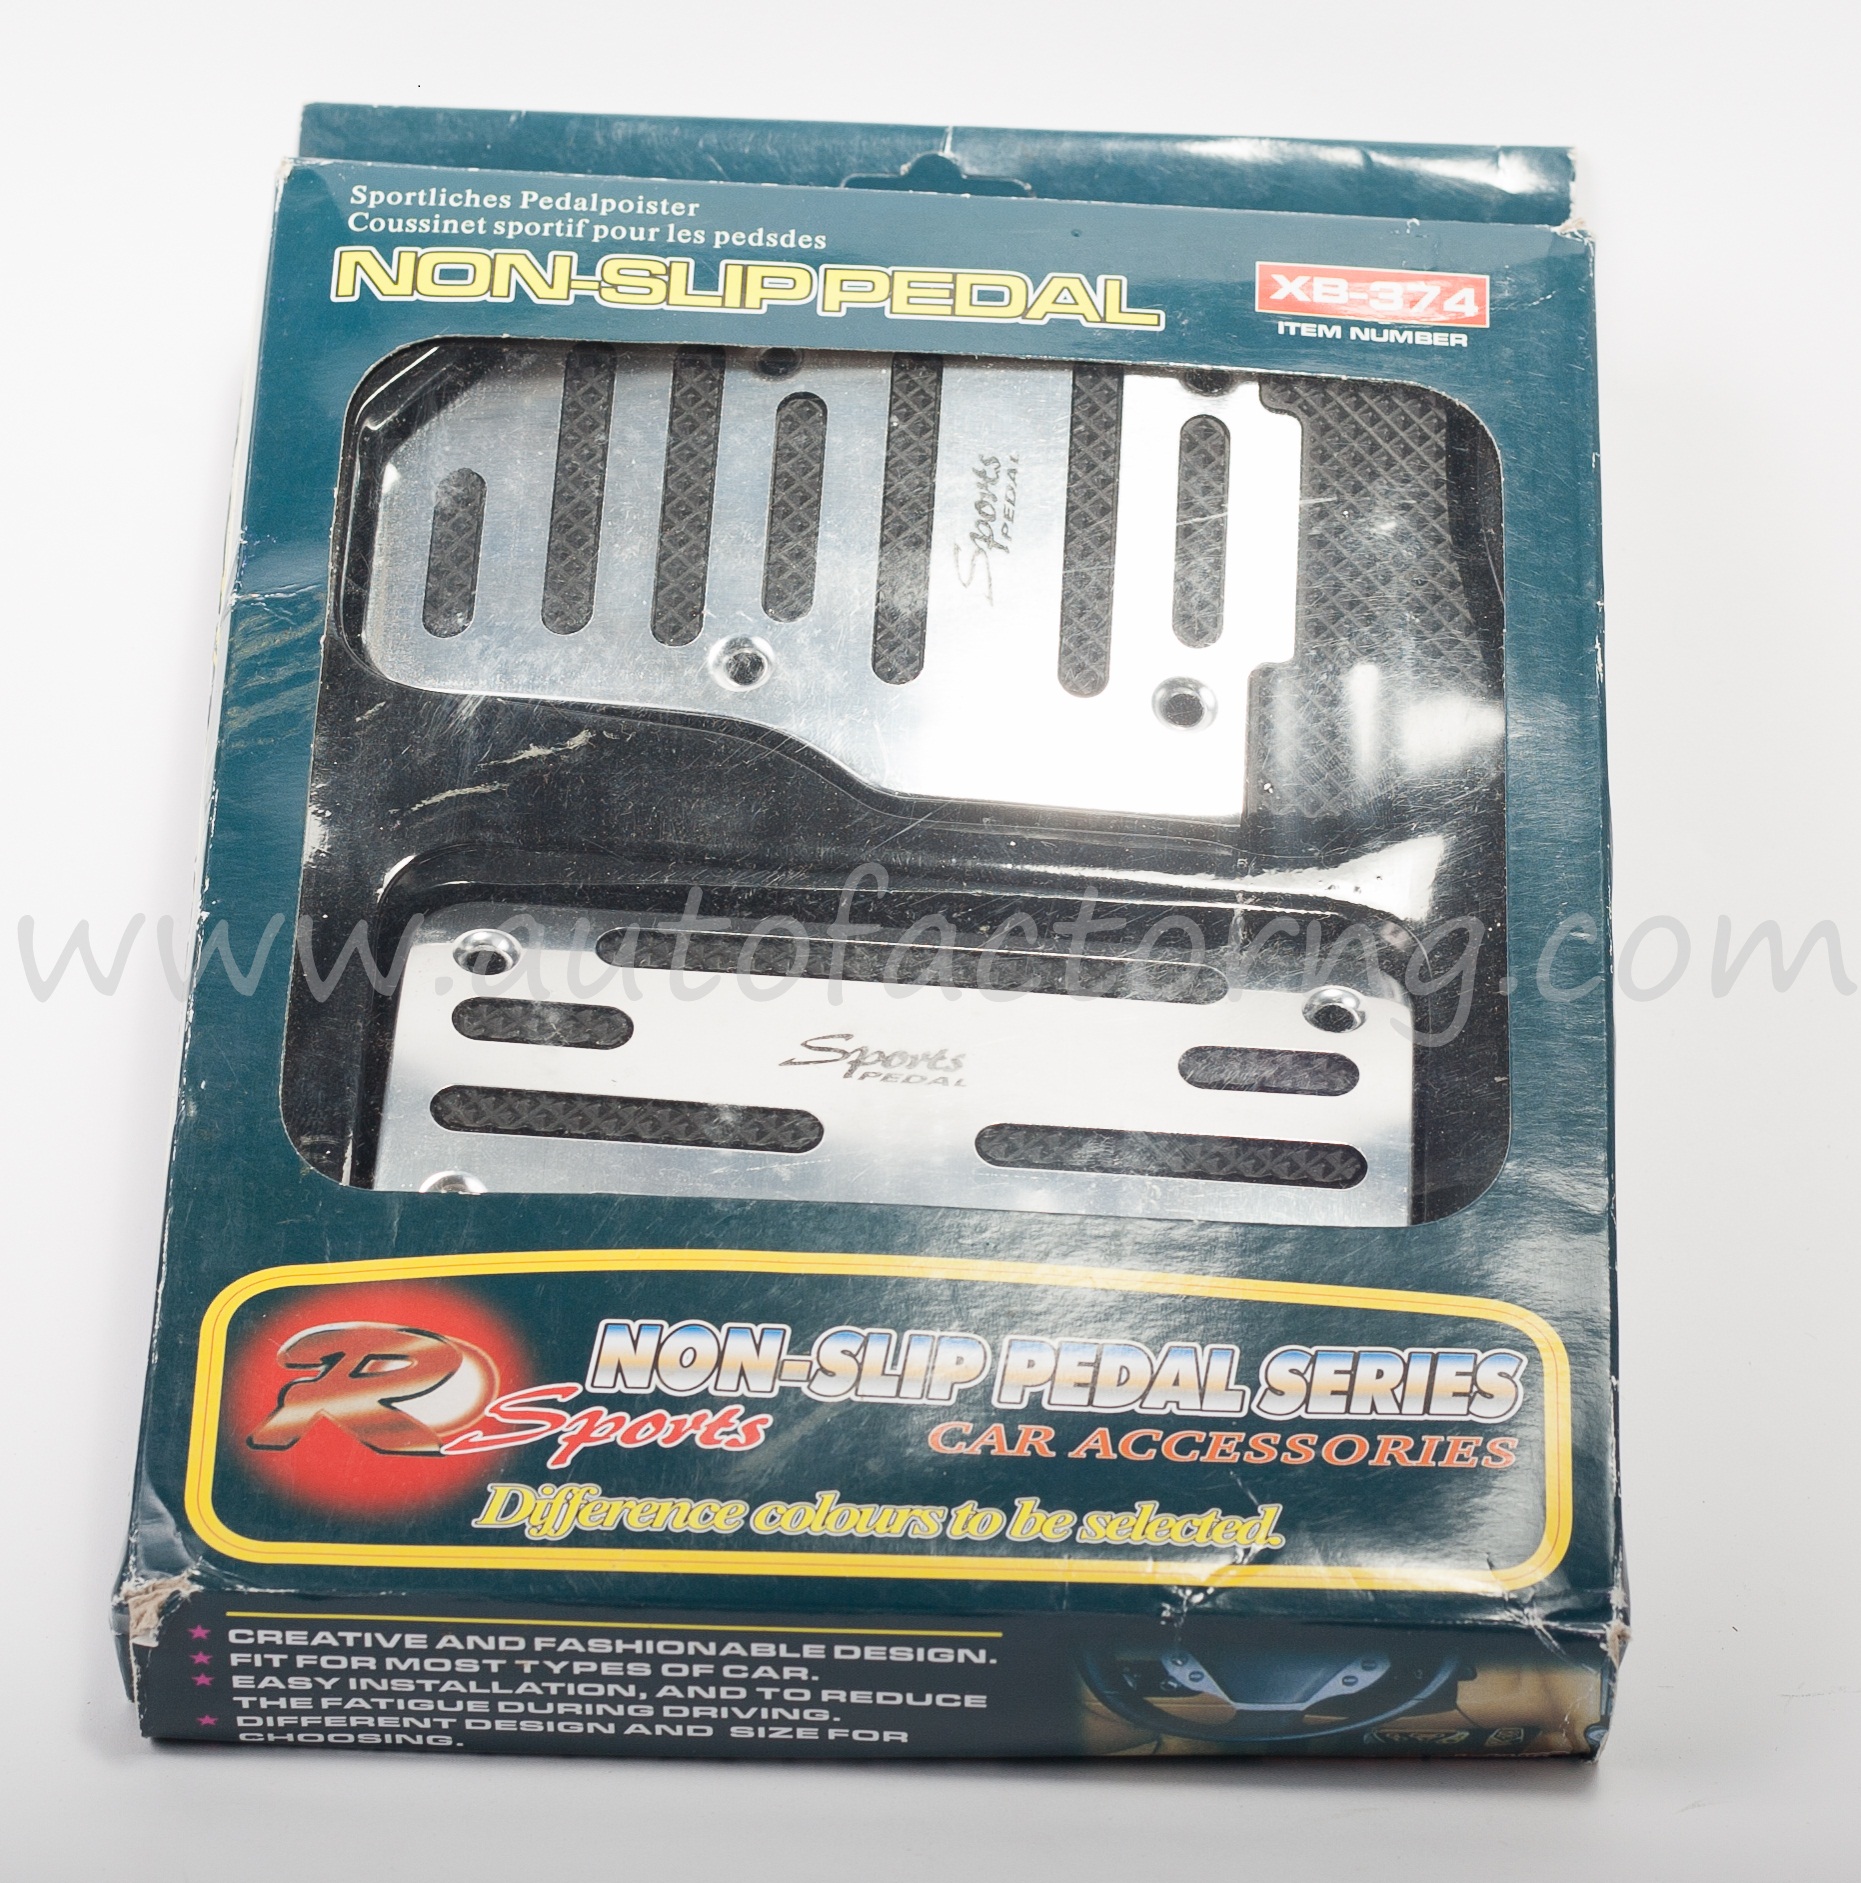 Sportliches Pedalpoister
Coussinet sportif pour les pedsdes
NON-SLIP PEDAL
XB-374
ITEM NUMBER
Sports
PEDAL
www.autofactorng.com
Sports
PEDAL
R
Sports
NON-SLIP PEDAL SERIES
CAR ACCESSORIES
Difference colours to be selected.
CREATIVE AND FASHIONABLE DESIGN.
FIT FOR MOST TYPES OF CAR.
EASY INSTALLATION, AND TO REDUCE
THE FATIGUE DURING DRIVING.
DIFFERENT DESIGN AND SIZE FOR
CHOOSING.